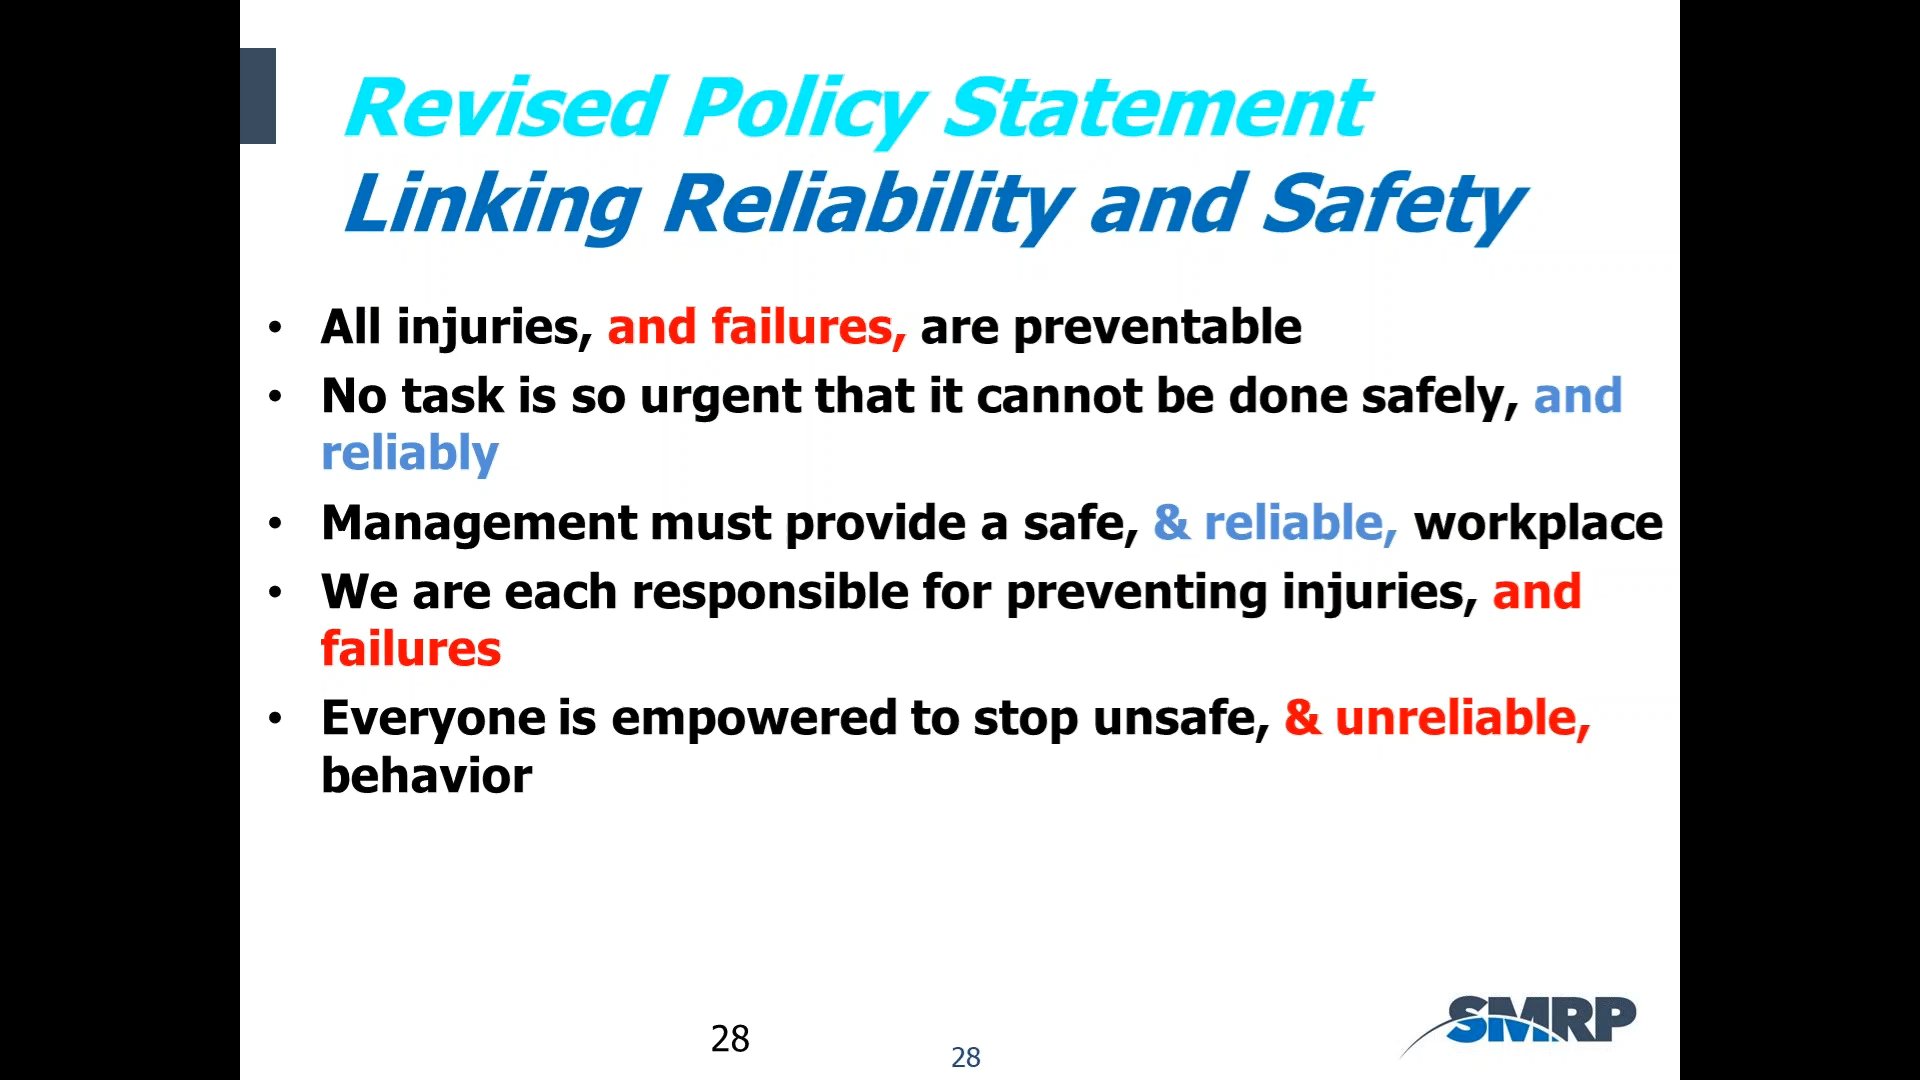 Revised Policy Statement
Linking Reliability and Safety
• All injuries, and failures, are preventable
• No task is so urgent that it cannot be done safely, and
reliably
• Management must provide a safe, & reliable, workplace
• We are each responsible for preventing injuries, and
failures
• Everyone is empowered to stop unsafe, & unreliable,
behavior
SMRP
28
28